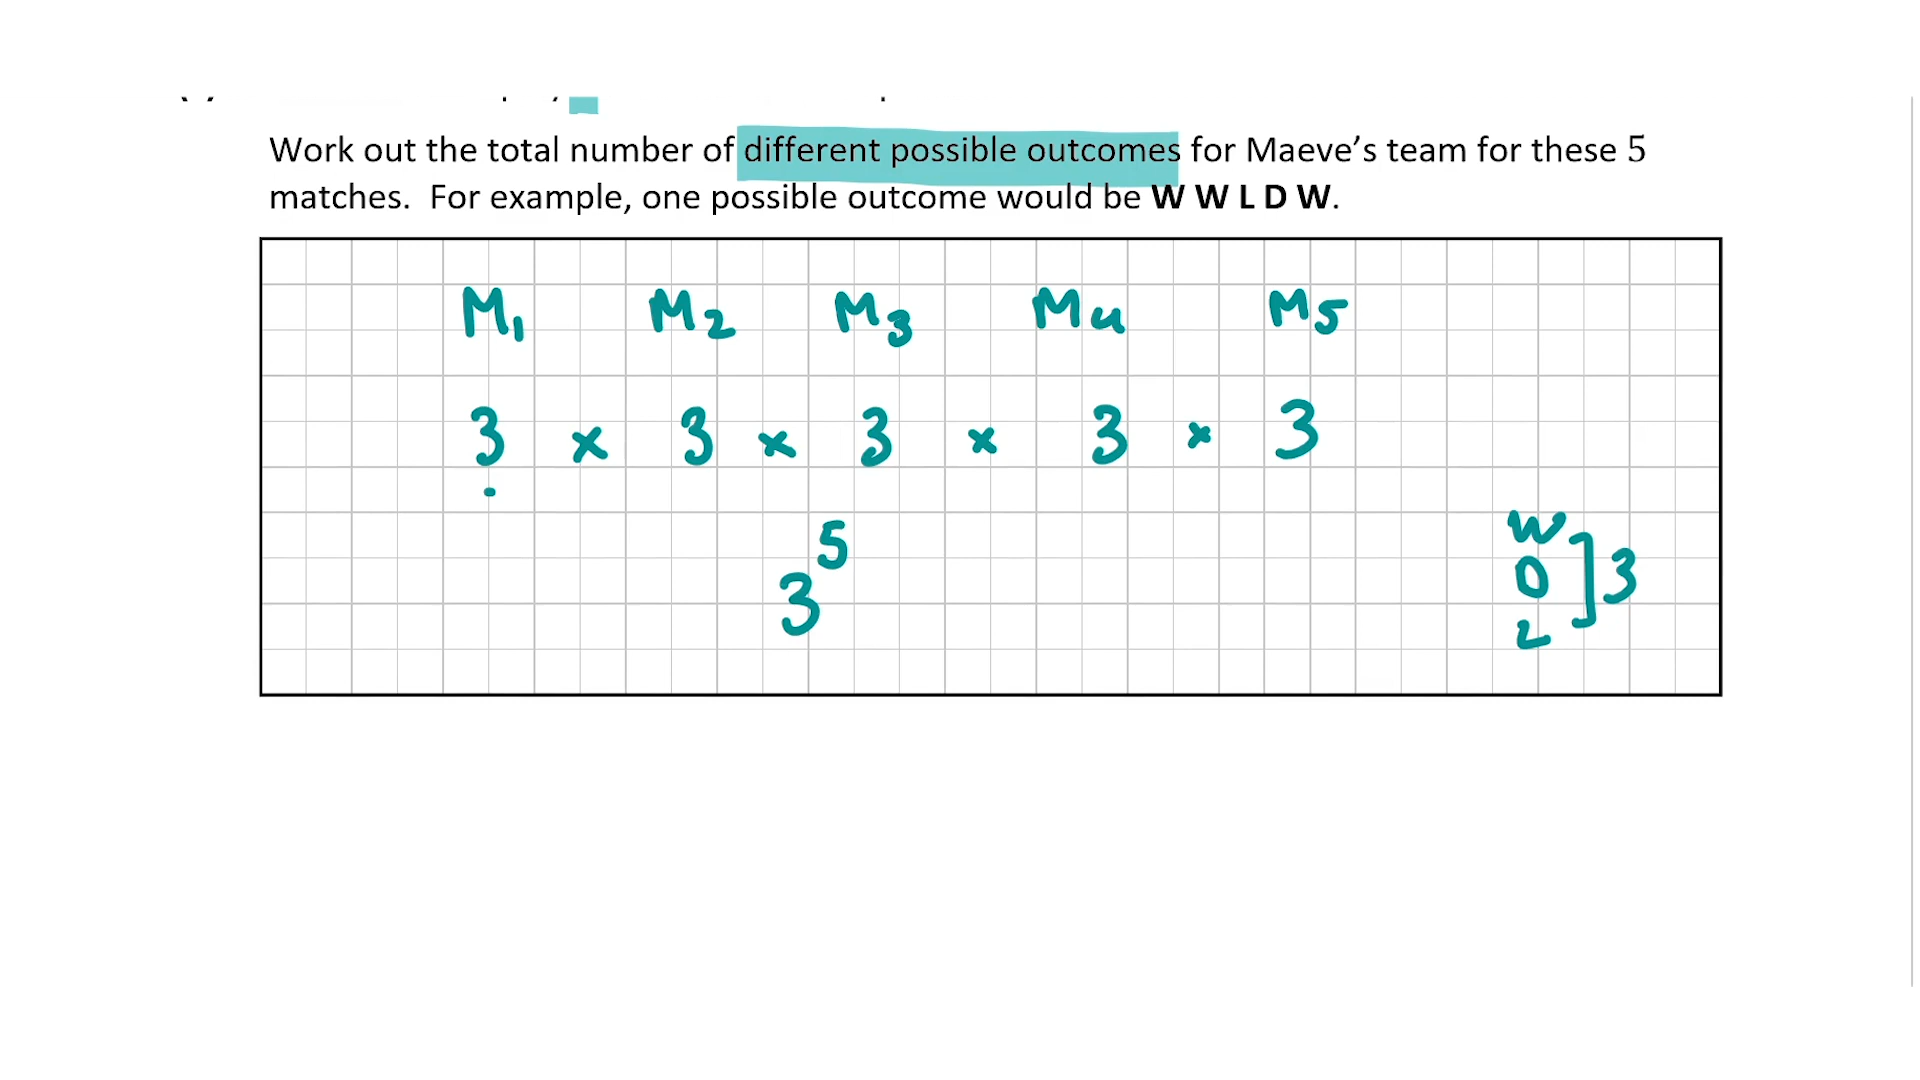 Work out the total number of different possible outcomes for Maeve’s team for these 5
matches. For example, one possible outcome would be W W L D W.
M1 M2 M3 M4 M5
3 × 3 × 3 × 3 × 3
3^5
W
D
L
] 3